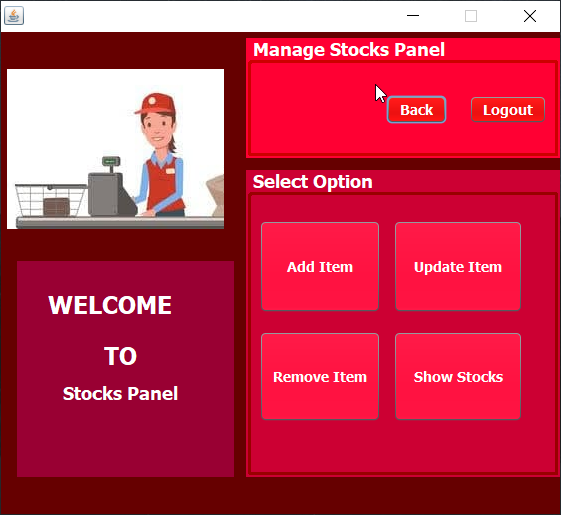 Manage Stocks Panel
Back
Logout
Select Option
Add Item
Update Item
Remove Item
Show Stocks
WELCOME
TO
Stocks Panel